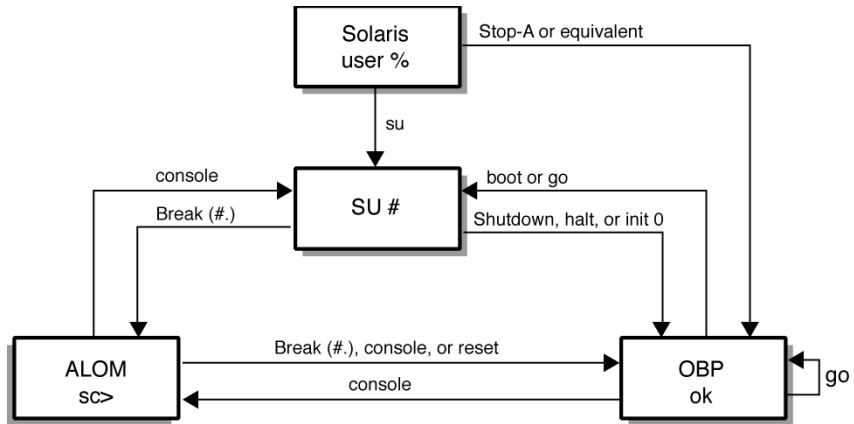 Solaris
user %
Stop-A or equivalent
su
console
boot or go
SU #
Break (#.)
Shutdown, halt, or init 0
ALOM
sc>
Break (#.), console, or reset
console
OBP
ok
go